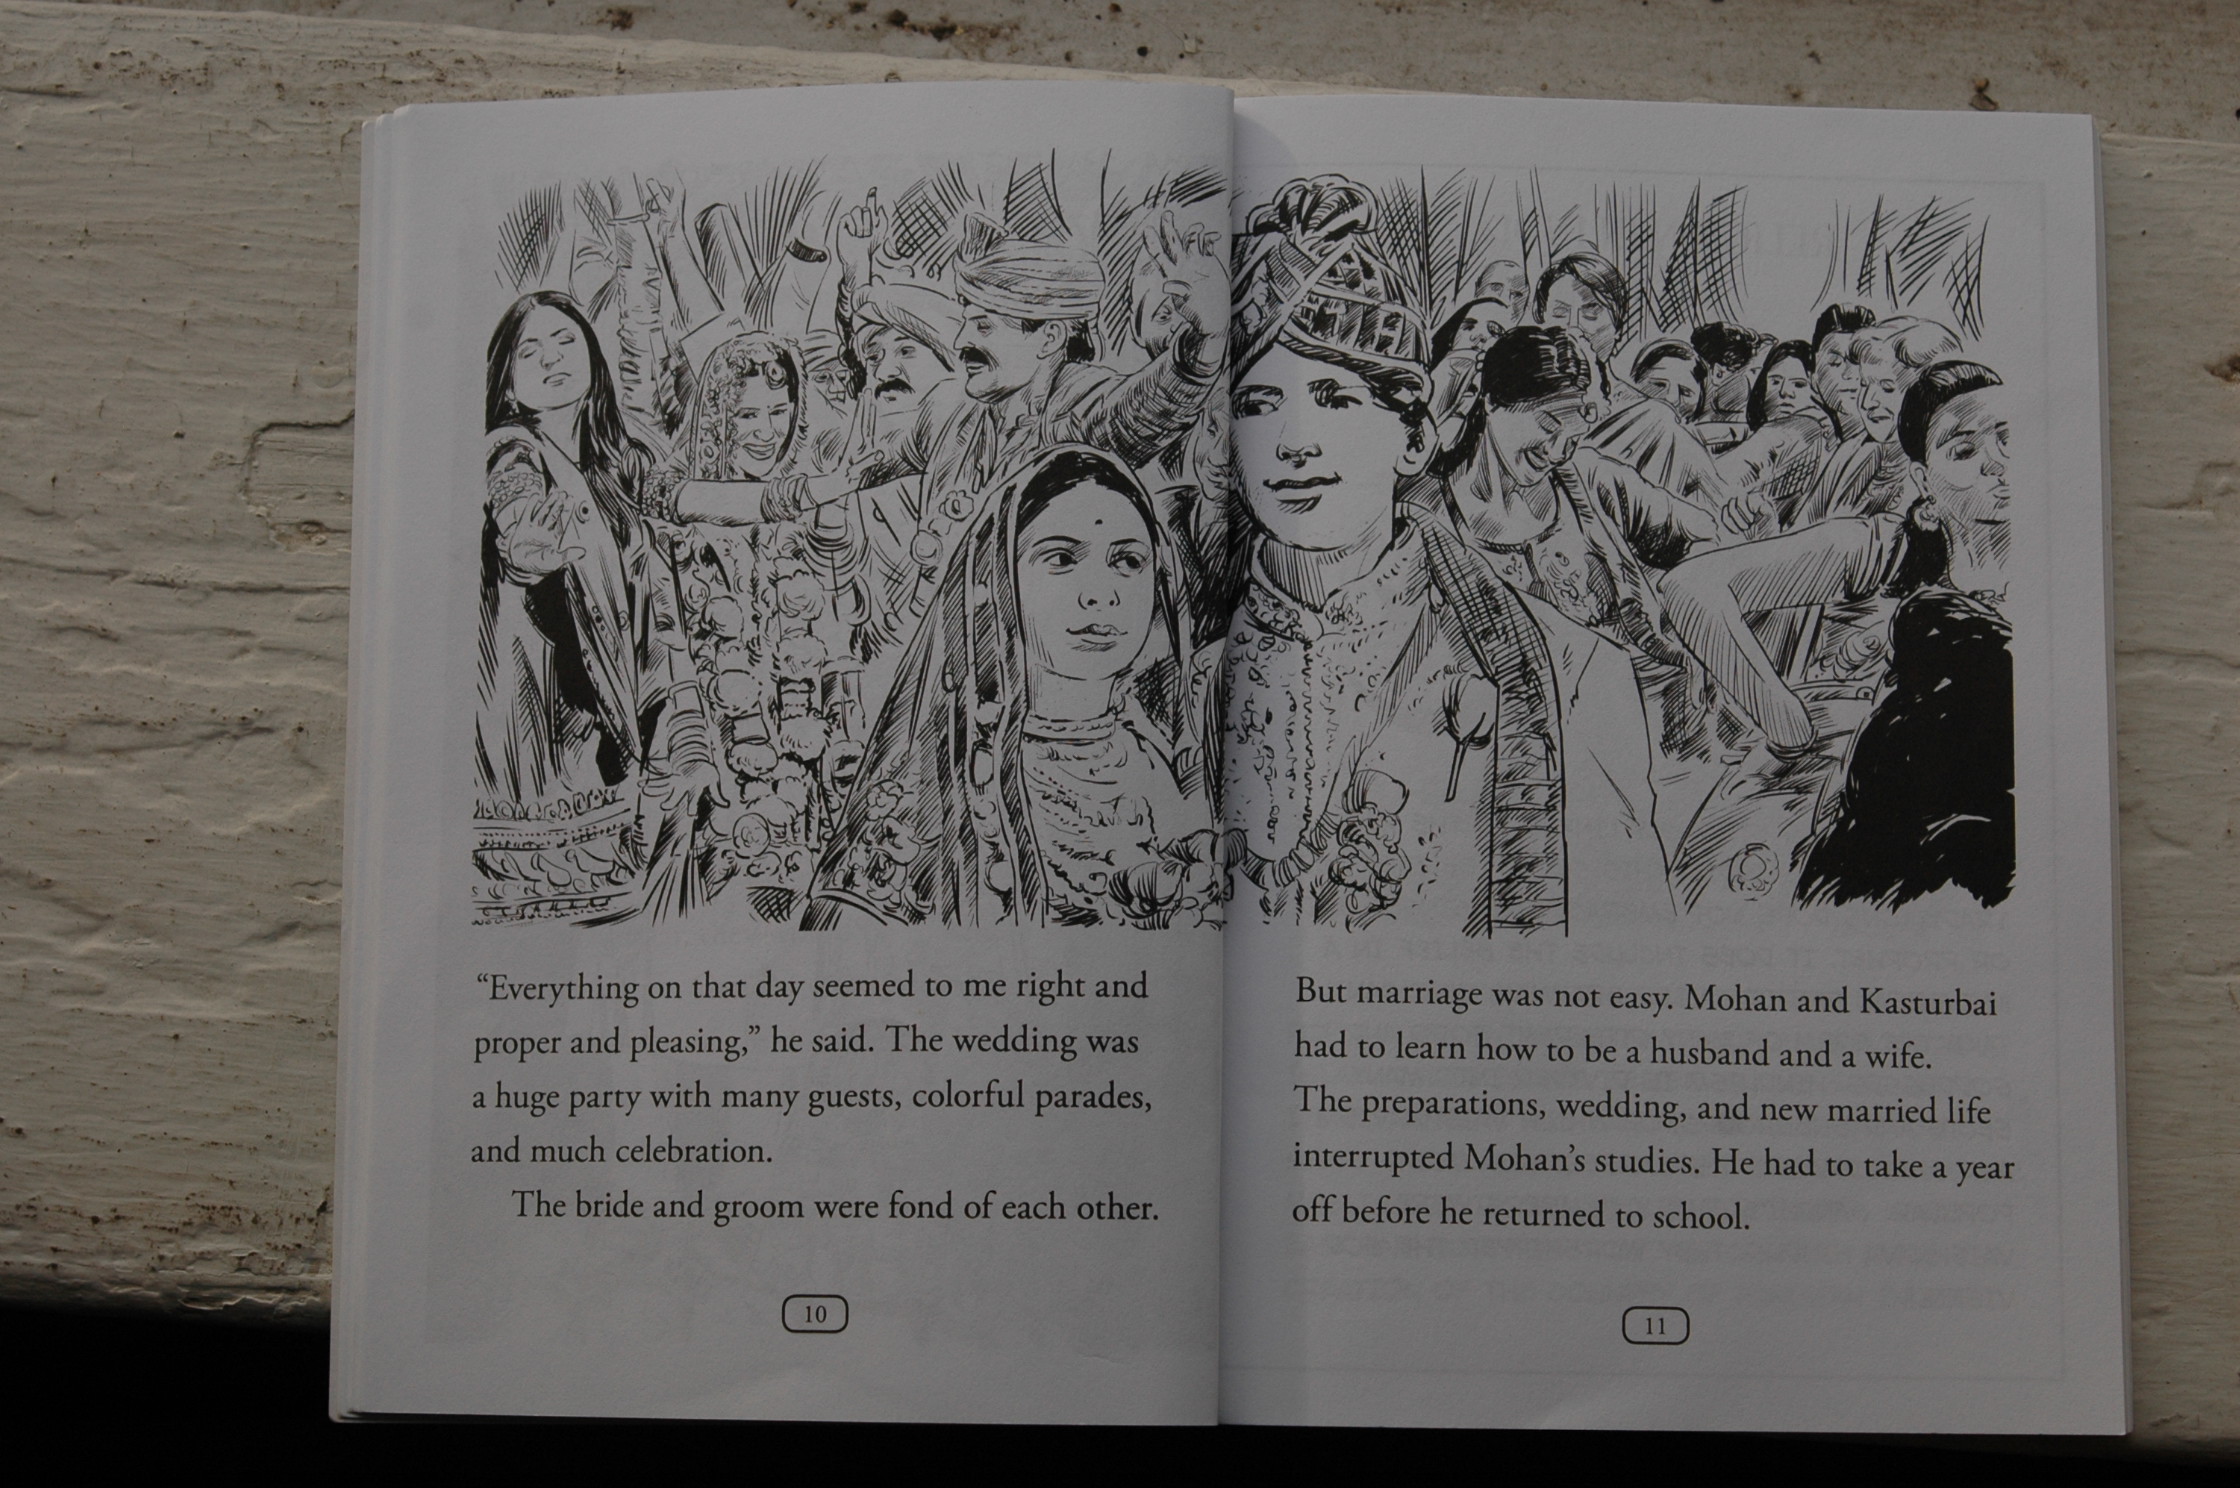 “Everything on that day seemed to me right and
proper and pleasing,” he said. The wedding was
a huge party with many guests, colorful parades,
and much celebration.
The bride and groom were fond of each other.
10
But marriage was not easy. Mohan and Kasturbai
had to learn how to be a husband and a wife.
The preparations, wedding, and new married life
interrupted Mohan’s studies. He had to take a year
off before he returned to school.
11